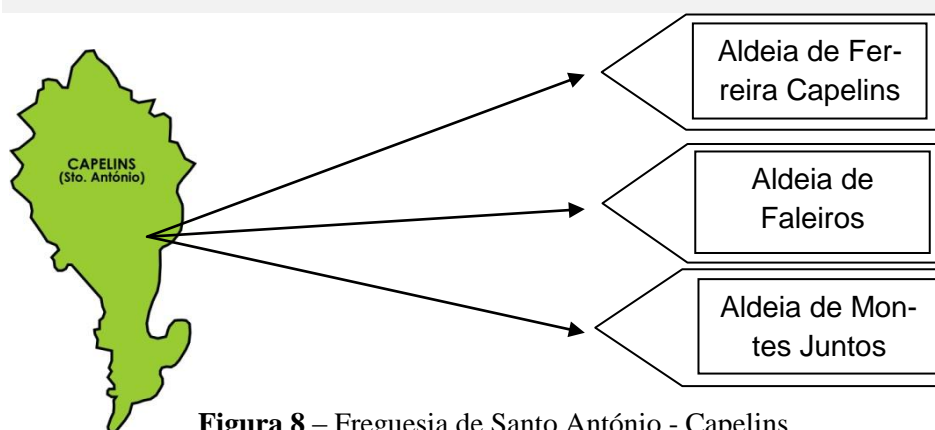 CAPELINS
(Sto. António)
Aldeia de Fer-
reira Capelins
Aldeia de
Faleiros
Aldeia de Mon-
tes Juntos
Figura 8 – Freguesia de Santo António - Capelins